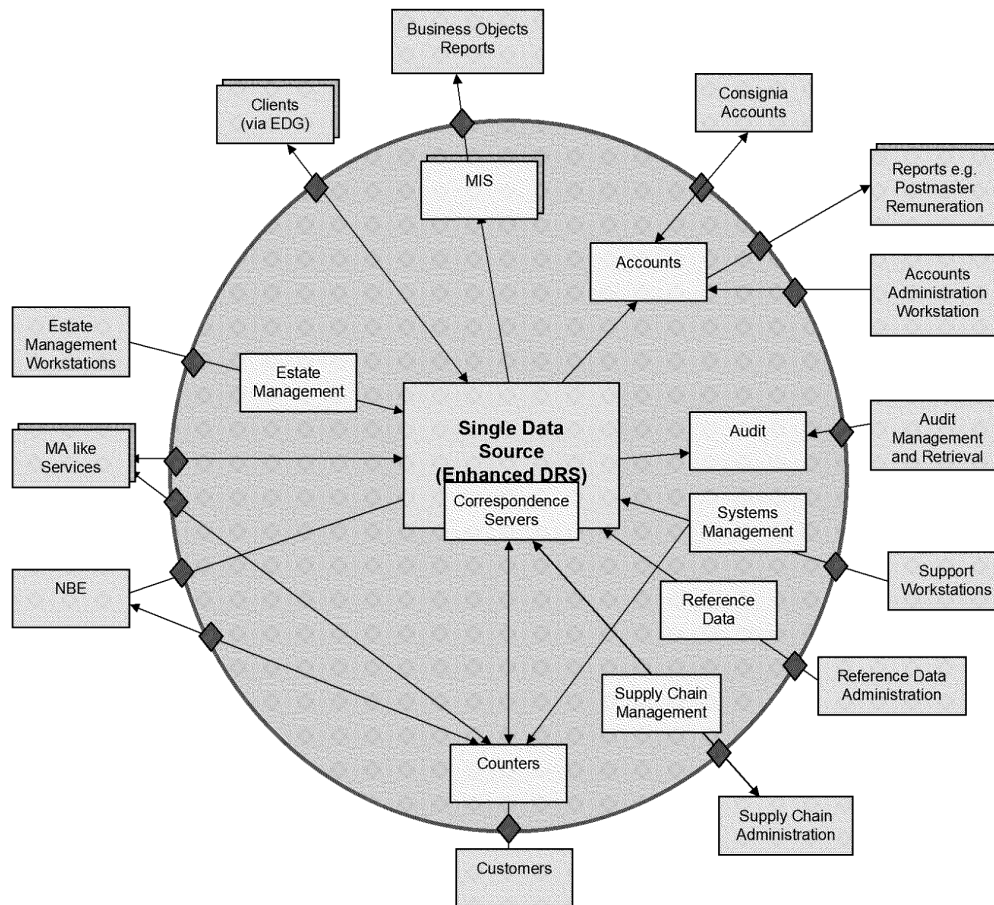 Business Objects
Reports
Clients
(via EDG)
Consignia
Accounts
MIS
Reports e.g.
Postmaster
Remuneration
Accounts
Accounts
Administration
Workstation
Estate
Management
Workstations
Estate
Management
Single Data
Source
(Enhanced DRS)
Audit
Audit
Management
and Retrieval
MA like
Services
Correspondence
Servers
Systems
Management
NBE
Support
Workstations
Reference
Data
Reference Data
Administration
Supply Chain
Management
Counters
Supply Chain
Administration
Customers